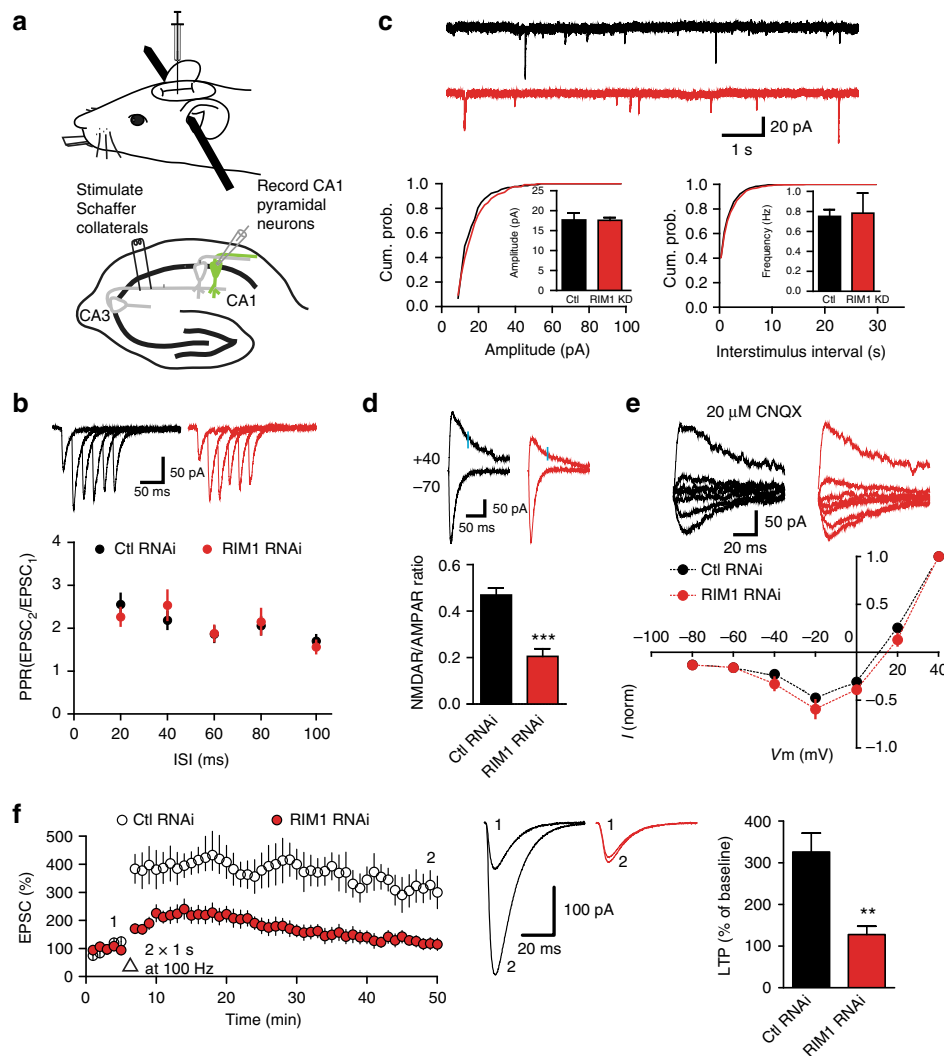 a
Stimulate
Schaffer
collaterals
Record CA1
pyramidal
neurons
CA3
CA1
c
20 pA
1 s
Cum. prob.
1.0
0.8
0.6
0.4
0.2
0.0
0 20 40 60 80 100
Amplitude (pA)
Amplitude (pA)
25
20
15
10
5
0
Ctl RIM1 KD
Cum. prob.
1.0
0.8
0.6
0.4
0.2
0.0
0 10 20 30
Interstimulus interval (s)
Frequency (Hz)
1.0
0.8
0.6
0.4
0.2
0.0
Ctl RIM1 KD
b
50 pA
50 ms
Ctl RNAi RIM1 RNAi
PPR(EPSC2/EPSC1)
4
3
2
1
0
20 40 60 80 100
ISI (ms)
d
+40
−70
50 pA
50 ms
NMDAR/AMPAR ratio
0.4
0.2
0.0
***
Ctl RNAi
RIM1 RNAi
e
20 μM CNQX
50 pA
20 ms
Ctl RNAi
RIM1 RNAi
1.0
0.5
−0.5
−1.0
−100 −80 −60 −40 −20 0 20 40
I (norm)
Vm (mV)
f
Ctl RNAi RIM1 RNAi
EPSC (%)
500
400
300
200
100
0
1
2
2 × 1 s
at 100 Hz
0 10 20 30 40 50
Time (min)
1
2
1
2
100 pA
20 ms
LTP (% of baseline)
400
300
200
100
0
**
Ctl RNAi
RIM1 RNAi